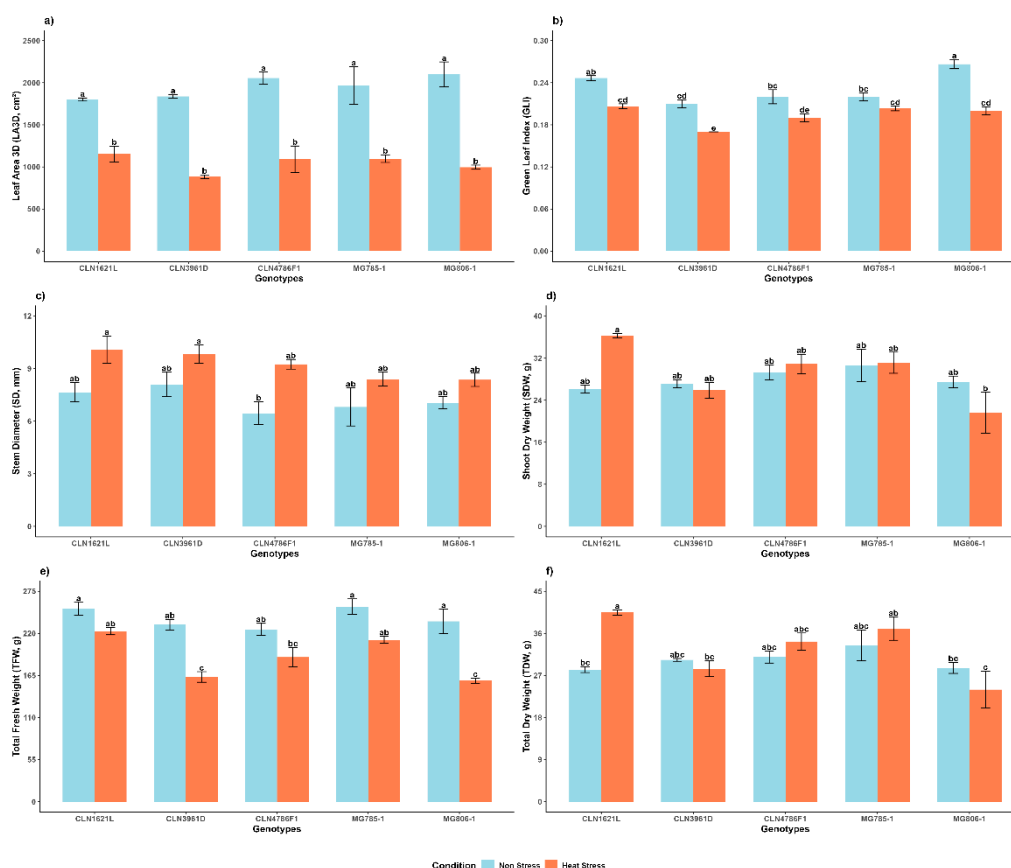 a)
Leaf Area 3D (LA3D, cm²)
2500
2000
1500
1000
500
0
a
b
a
b
a
b
a
b
a
b
CLN1621L CLN3961D CLN4786F1 MG785-1 MG806-1
Genotypes
b)
Green Leaf Index (GLI)
0.30
0.24
0.18
0.12
0.06
0.00
ab
cd
cd
e
bc
de
bc
cd
a
cd
CLN1621L CLN3961D CLN4786F1 MG785-1 MG806-1
Genotypes
c)
Stem Diameter (SD, mm)
12
9
6
3
0
ab
a
ab
a
b
ab
ab
ab
ab
ab
CLN1621L CLN3961D CLN4786F1 MG785-1 MG806-1
Genotypes
d)
Shoot Dry Weight (SDW, g)
40
32
24
16
8
0
ab
a
ab
ab
ab
ab
ab
ab
ab
b
CLN1621L CLN3961D CLN4786F1 MG785-1 MG806-1
Genotypes
e)
Total Fresh Weight (TFW, g)
275
220
165
110
55
0
a
ab
ab
c
ab
bc
a
ab
a
c
CLN1621L CLN3961D CLN4786F1 MG785-1 MG806-1
Genotypes
f)
Total Dry Weight (TDW, g)
45
36
27
18
9
0
bc
a
abc
bc
abc
abc
abc
ab
bc
c
CLN1621L CLN3961D CLN4786F1 MG785-1 MG806-1
Genotypes
Condition Non Stress Heat Stress